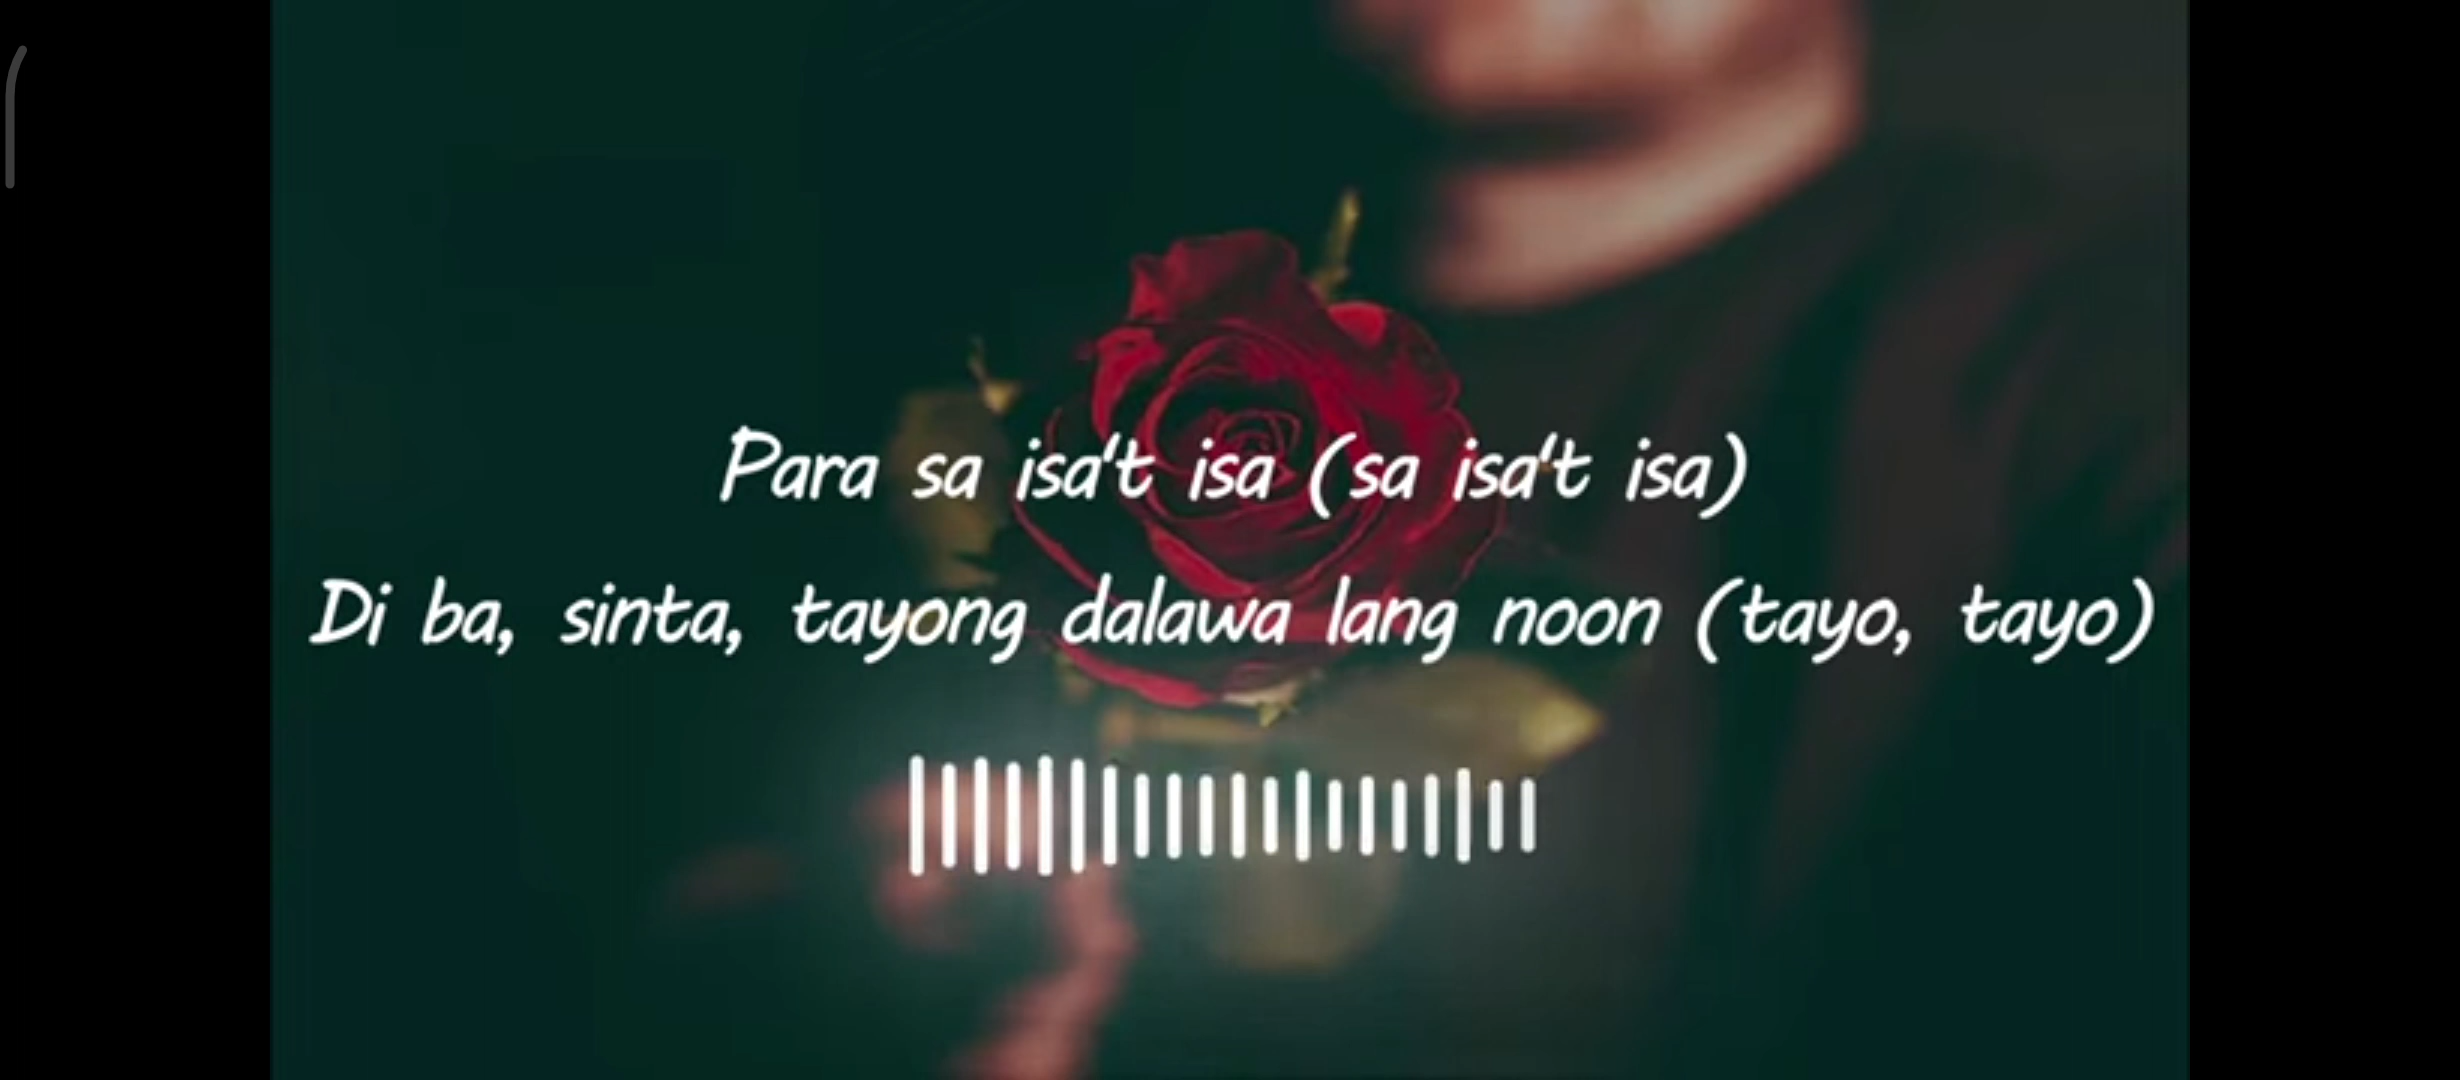 Para sa isa't isa (sa isa't isa)
Di ba, sinta, tayong dalawa lang noon (tayo, tayo)